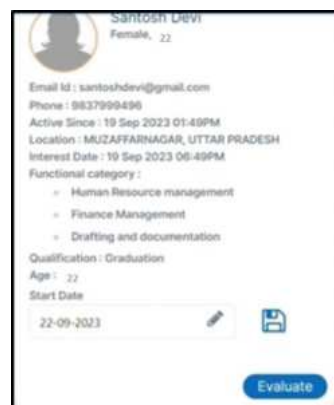 Santosh Devi
Female, 22
Email Id : santoshdevi@gmail.com
Phone : 9837999496
Active Since : 19 Sep 2023 01:49PM
Location : MUZAFFARNAGAR, UTTAR PRADESH
Interest Date : 19 Sep 2023 06:49PM
Functional category :
Human Resource management
Finance Management
Drafting and documentation
Qualification : Graduation
Age : 22
Start Date
22-09-2023
Evaluate